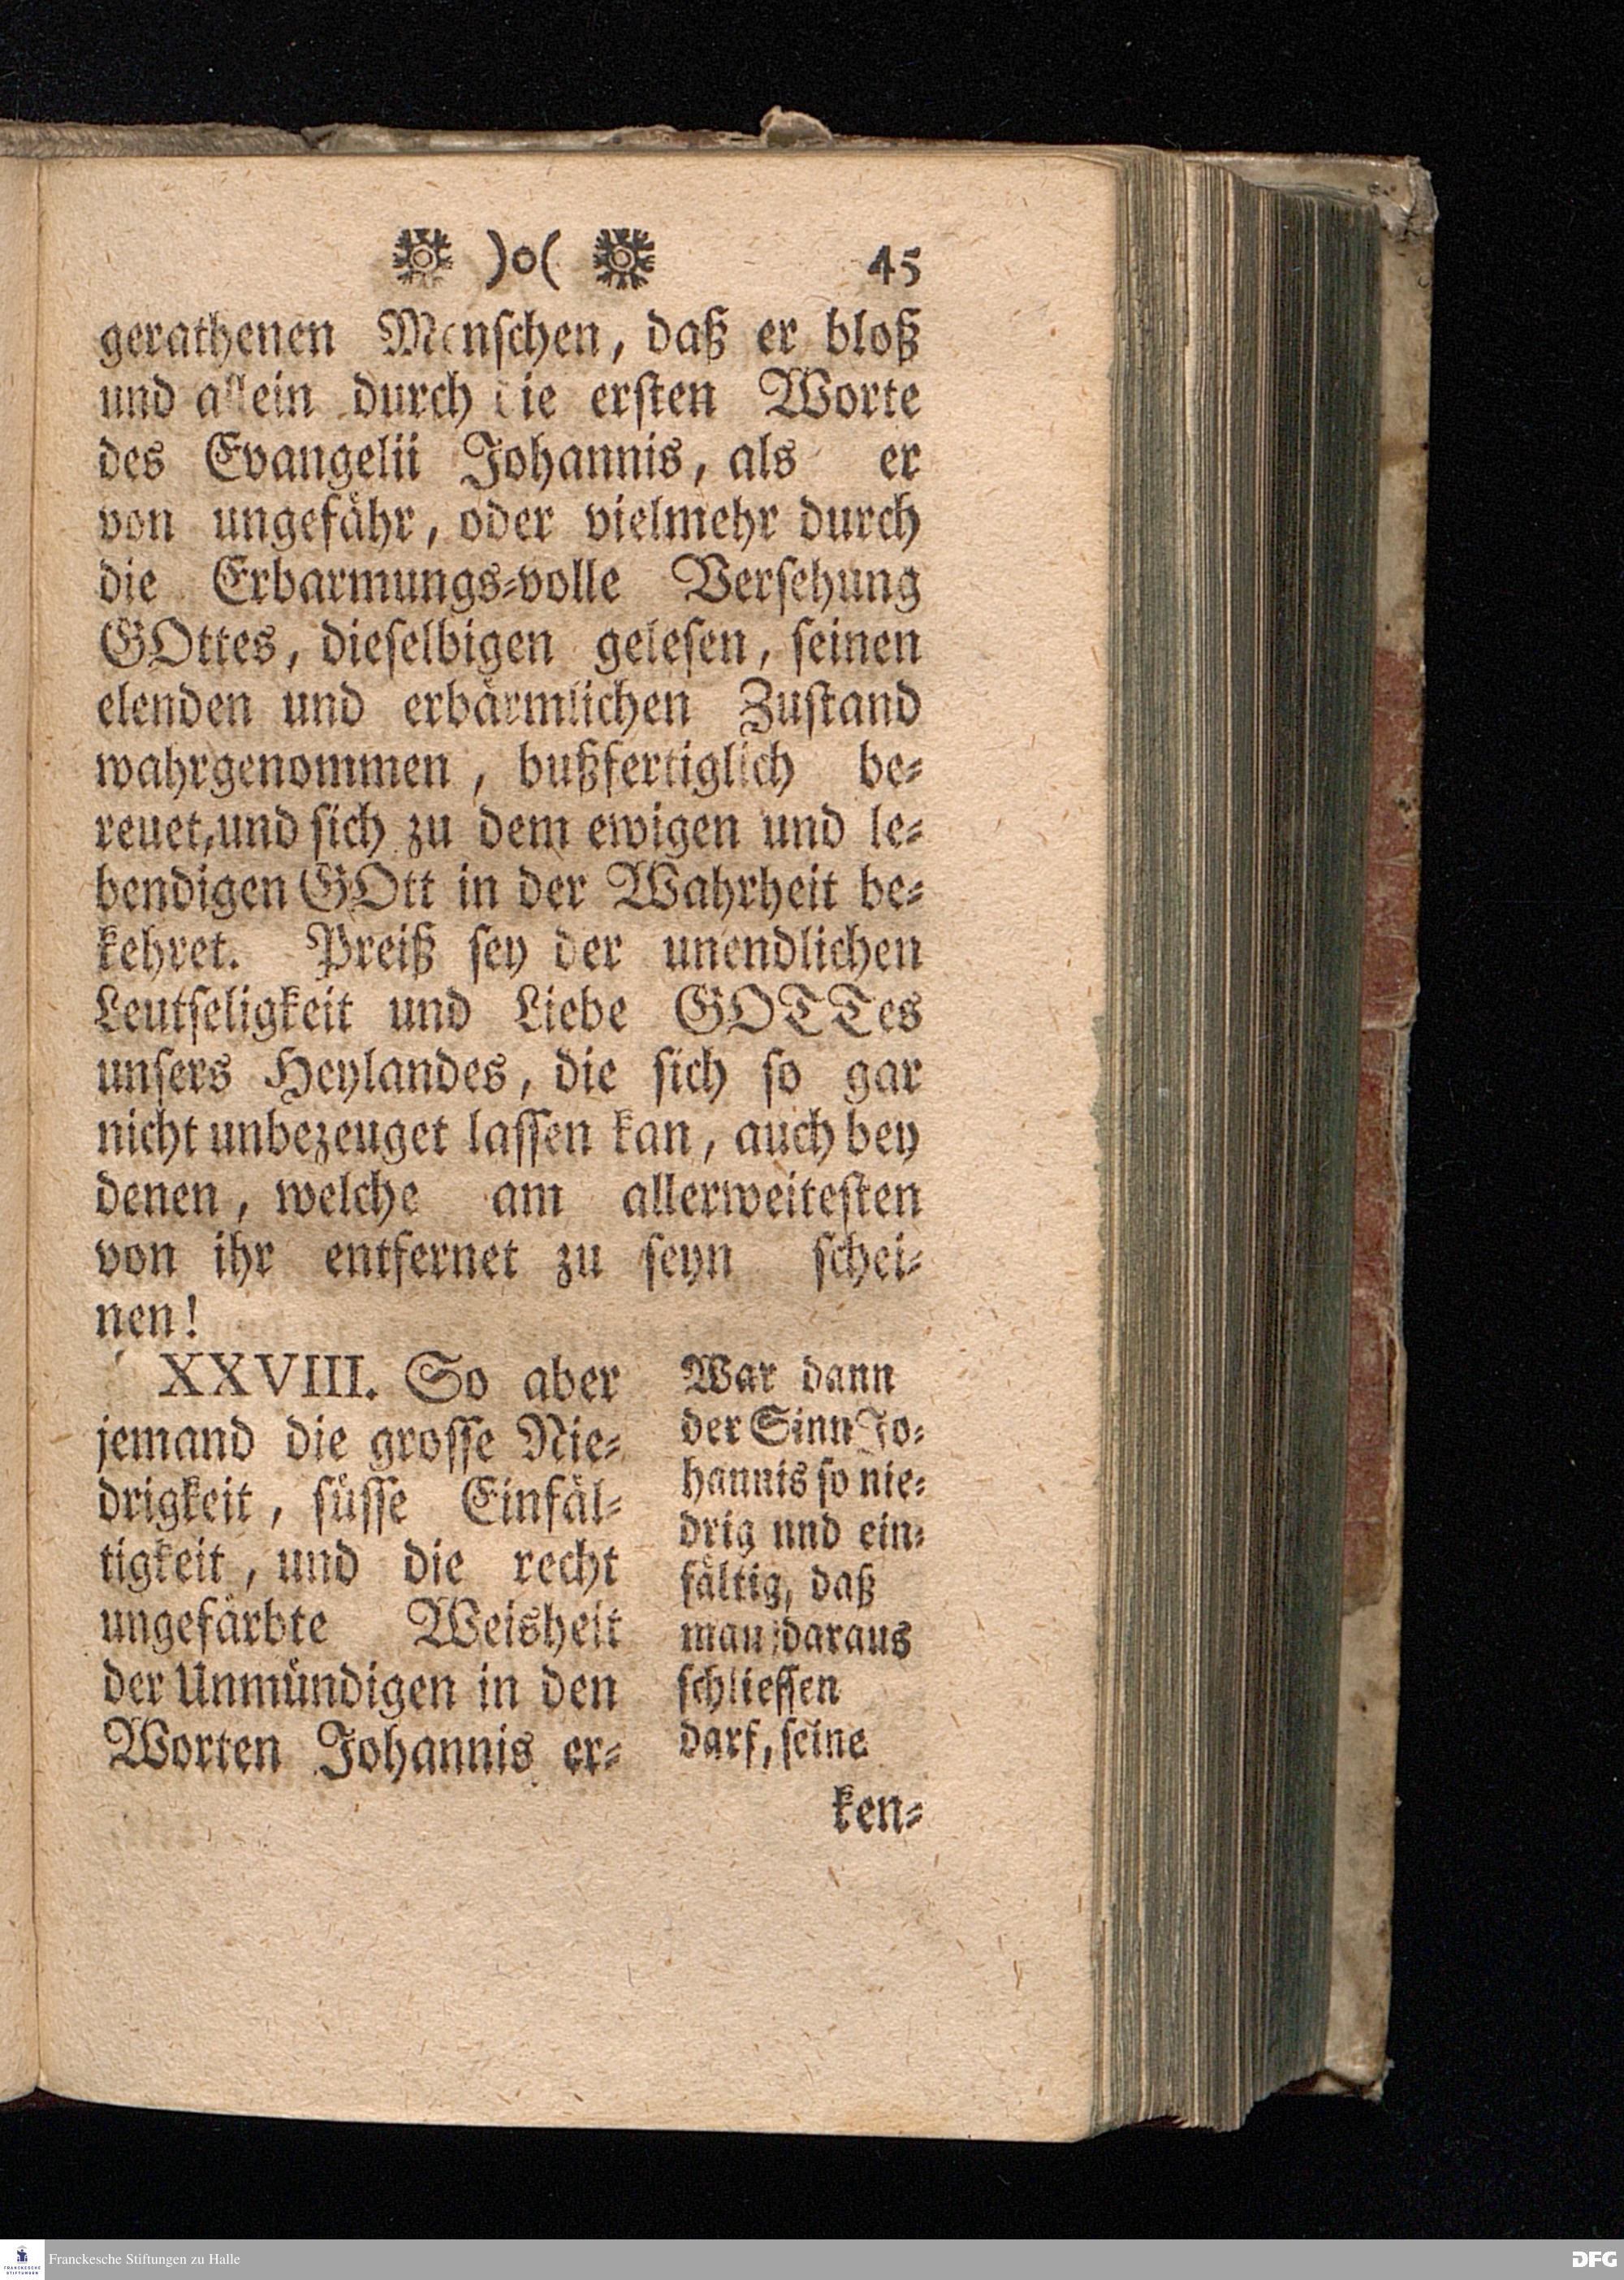 )o( 45
gerathenen Menschen, daß er bloß
und allein durch die ersten Worte
des Evangelii Johannis, als er
von ungefähr, oder vielmehr durch
die Erbarmungs-volle Versehung
GOttes, dieselbigen gelesen, seinen
elenden und erbärmlichen Zustand
wahrgenommen, bußfertiglich be-
reuet, und sich zu dem ewigen und le-
bendigen GOtt in der Wahrheit be-
kehret. Preiß sey der unendlichen
Leutseligkeit und Liebe GOTTes
unsers Heylandes, die sich so gar
nicht unbezeuget lassen kan, auch bey
denen, welche am allerweitesten
von ihr entfernet zu seyn schei-
nen!
XXVIII. So aber
jemand die grosse Nie-
drigkeit, süsse Einfäl-
tigkeit, und die recht
ungefärbte Weisheit
der Unmündigen in den
Worten Johannis er-
War dann
der Sinn Jo-
hannis so nie-
drig und ein-
fältig, daß
man daraus
schliessen
darf, seine
ken-
FRANCKESCHE STIFTUNGEN
Franckesche Stiftungen zu Halle
DFG